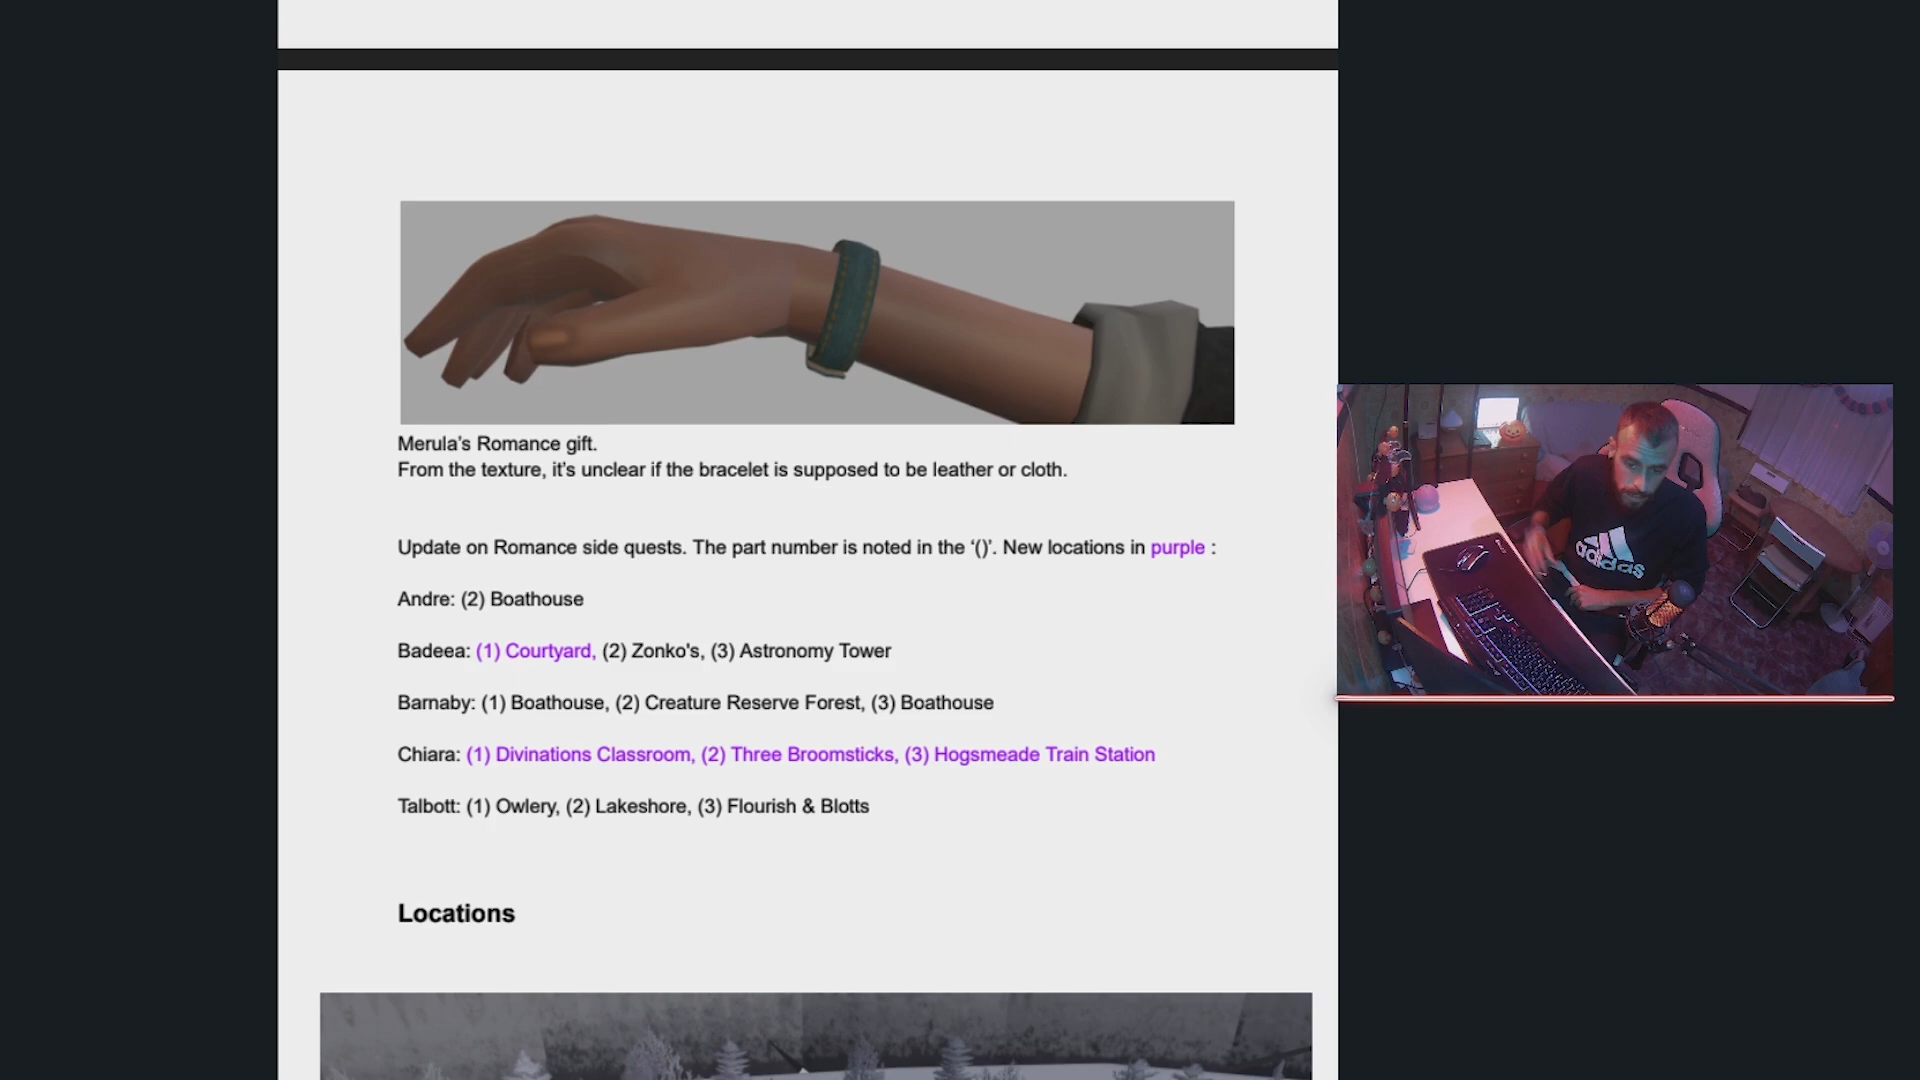 Merula’s Romance gift.
From the texture, it’s unclear if the bracelet is supposed to be leather or cloth.
Update on Romance side quests. The part number is noted in the ‘()’. New locations in purple :
Andre: (2) Boathouse
Badeea: (1) Courtyard, (2) Zonko's, (3) Astronomy Tower
Barnaby: (1) Boathouse, (2) Creature Reserve Forest, (3) Boathouse
Chiara: (1) Divinations Classroom, (2) Three Broomsticks, (3) Hogsmeade Train Station
Talbott: (1) Owlery, (2) Lakeshore, (3) Flourish & Blotts
Locations
adidas